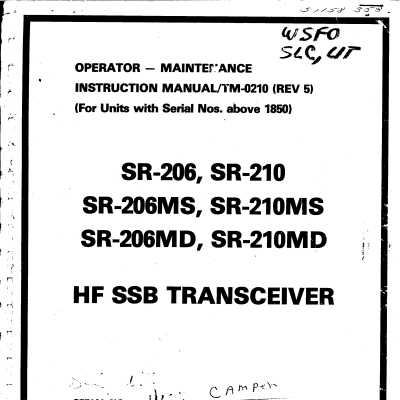 WSFO
SLC, UT
OPERATOR — MAINTENANCE
INSTRUCTION MANUAL/TM-0210 (REV 5)
(For Units with Serial Nos. above 1850)
SR-206, SR-210
SR-206MS, SR-210MS
SR-206MD, SR-210MD
HF SSB TRANSCEIVER
CAMPER